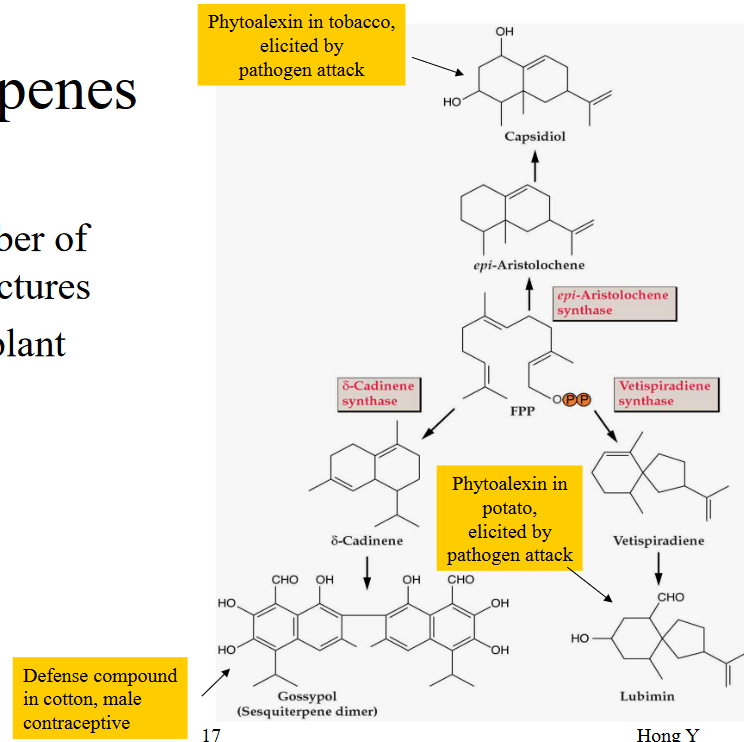 penes
ber of
ctures
plant
Phytoalexin in tobacco,
elicited by
pathogen attack
OH
HO
Capsidiol
epi-Aristolochene
epi-Aristolochene
synthase
δ-Cadinene
synthase
O P P
FPP
Vetispiradiene
synthase
Phytoalexin in
potato,
elicited by
pathogen attack
δ-Cadinene
Vetispiradiene
CHO OH OH CHO
HO OH
HO OH
Gossypol
(Sesquiterpene dimer)
CHO
HO
Lubimin
Defense compound
in cotton, male
contraceptive
17
Hong Y